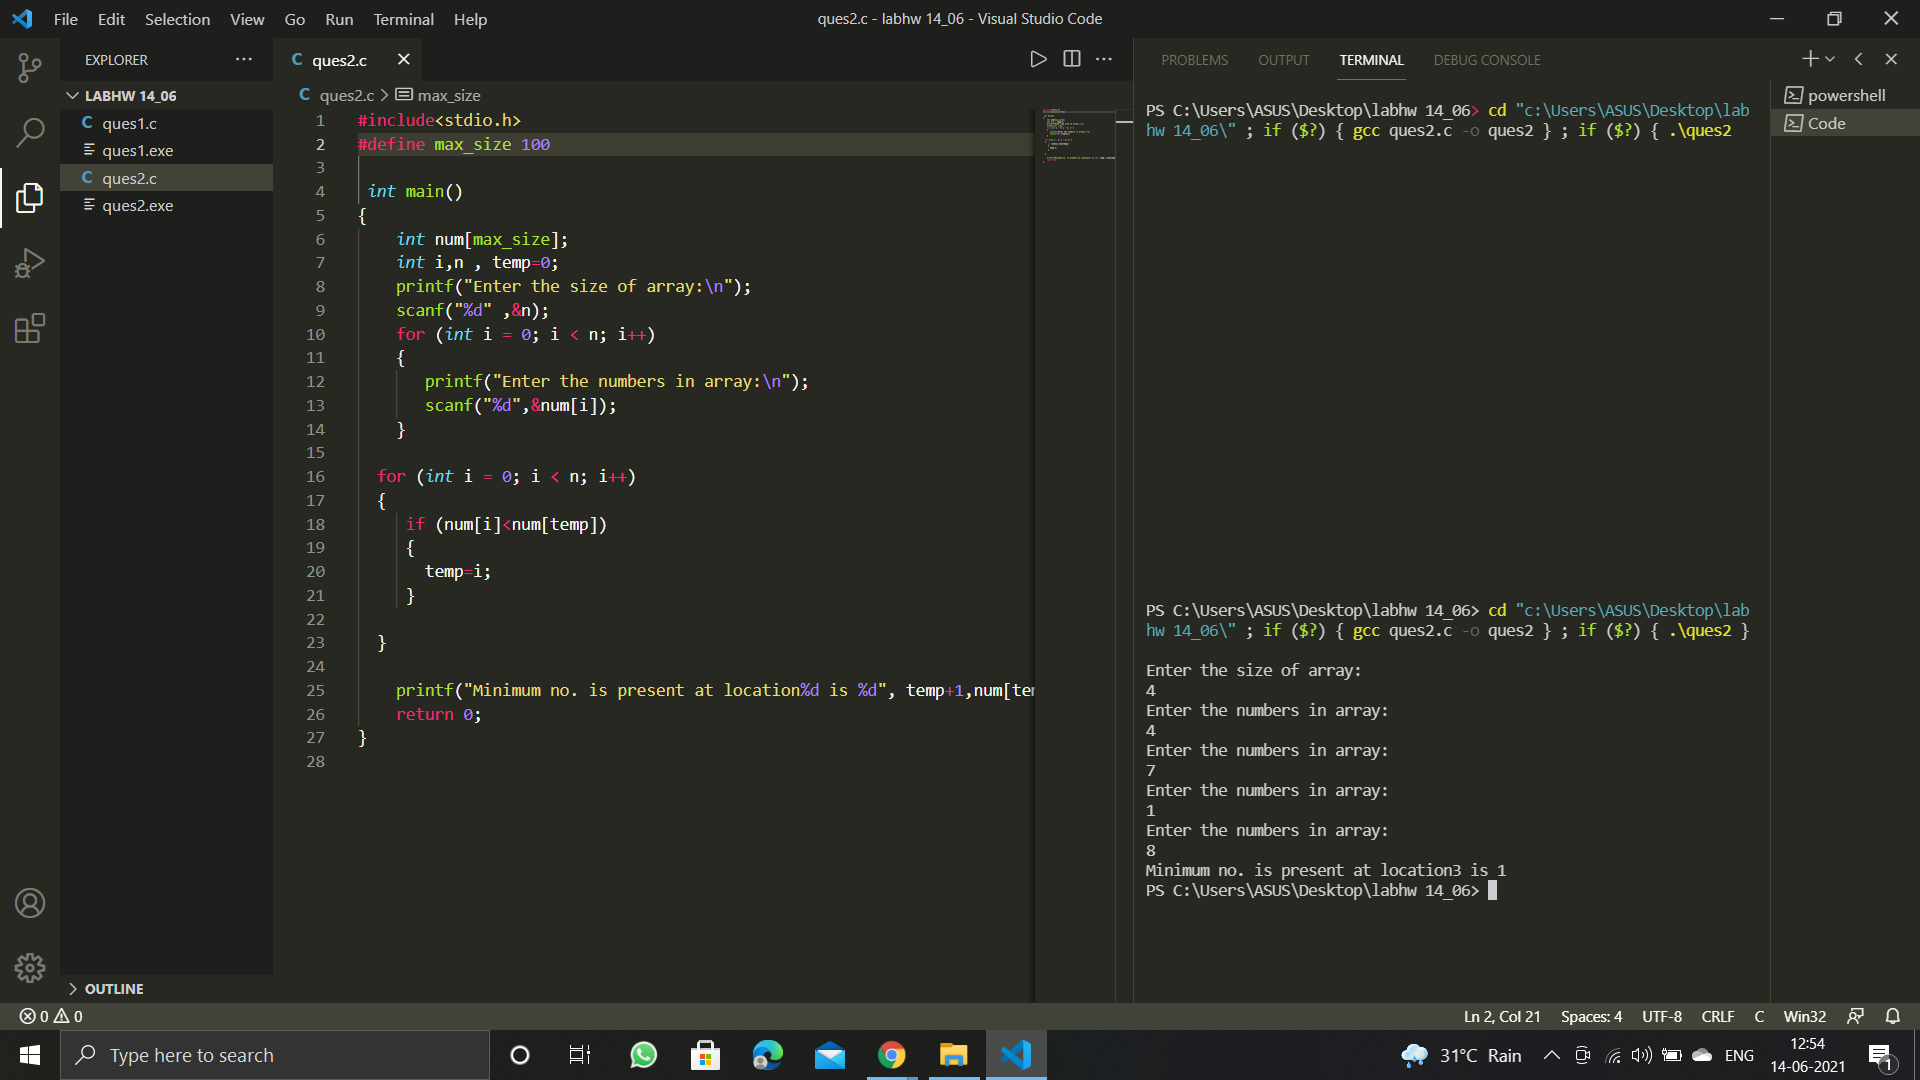 File Edit Selection View Go Run Terminal Help
ques2.c - labhw 14_06 - Visual Studio Code
EXPLORER
LABHW 14_06
ques1.c
ques1.exe
ques2.c
ques2.exe
OUTLINE
C ques2.c
C ques2.c > max_size
1 #include<stdio.h>
2 #define max_size 100
3
4 int main()
5 {
6 int num[max_size];
7 int i,n , temp=0;
8 printf("Enter the size of array:\n");
9 scanf("%d" ,&n);
10 for (int i = 0; i < n; i++)
11 {
12 printf("Enter the numbers in array:\n");
13 scanf("%d",&num[i]);
14 }
15
16 for (int i = 0; i < n; i++)
17 {
18 if (num[i]<num[temp])
19 {
20 temp=i;
21 }
22
23 }
24
25 printf("Minimum no. is present at location%d is %d", temp+1,num[tem
26 return 0;
27 }
28
PROBLEMS OUTPUT TERMINAL DEBUG CONSOLE
PS C:\Users\ASUS\Desktop\labhw 14_06> cd "c:\Users\ASUS\Desktop\lab
hw 14_06\" ; if ($?) { gcc ques2.c -o ques2 } ; if ($?) { .\ques2
PS C:\Users\ASUS\Desktop\labhw 14_06> cd "c:\Users\ASUS\Desktop\lab
hw 14_06\" ; if ($?) { gcc ques2.c -o ques2 } ; if ($?) { .\ques2 }
Enter the size of array:
4
Enter the numbers in array:
4
Enter the numbers in array:
7
Enter the numbers in array:
1
Enter the numbers in array:
8
Minimum no. is present at location3 is 1
PS C:\Users\ASUS\Desktop\labhw 14_06>
powershell
Code
0 0
Ln 2, Col 21 Spaces: 4 UTF-8 CRLF C Win32
Type here to search
31°C Rain
ENG
12:54
14-06-2021
1